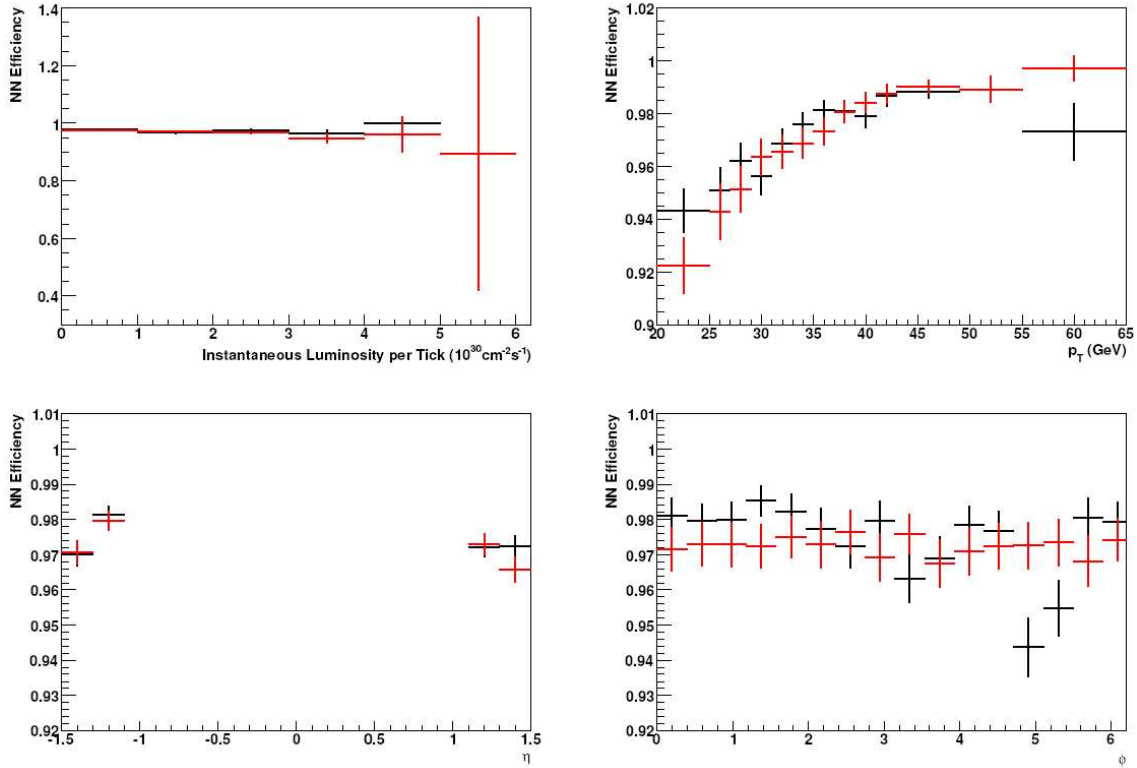 NN Efficiency
1.4
1.2
1
0.8
0.6
0.4
0 1 2 3 4 5 6
Instantaneous Luminosity per Tick (10³⁰cm⁻²s⁻¹)
NN Efficiency
1.02
1
0.98
0.96
0.94
0.92
0.9
20 25 30 35 40 45 50 55 60 65
p_T (GeV)
NN Efficiency
1.01
1
0.99
0.98
0.97
0.96
0.95
0.94
0.93
0.92
-1.5 -1 -0.5 0 0.5 1 1.5
η
NN Efficiency
1.01
1
0.99
0.98
0.97
0.96
0.95
0.94
0.93
0.92
0 1 2 3 4 5 6
ϕ